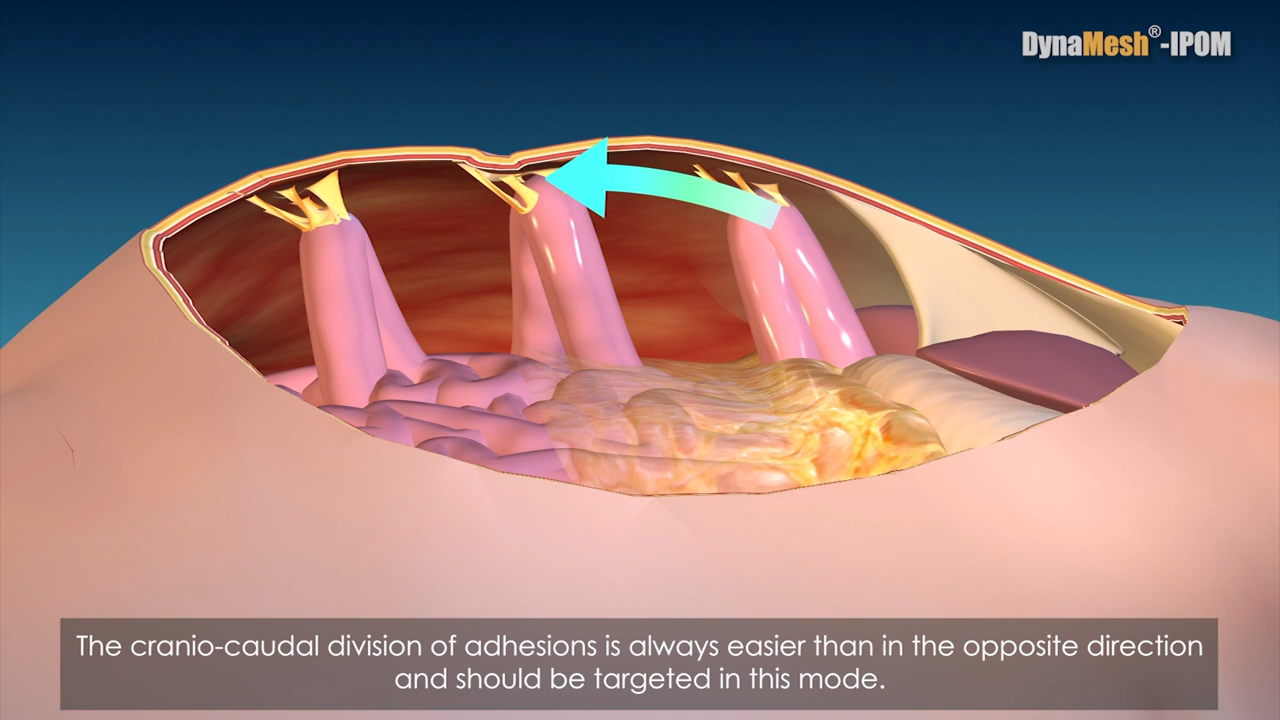 DynaMesh®-IPOM
The cranio-caudal division of adhesions is always easier than in the opposite direction
and should be targeted in this mode.